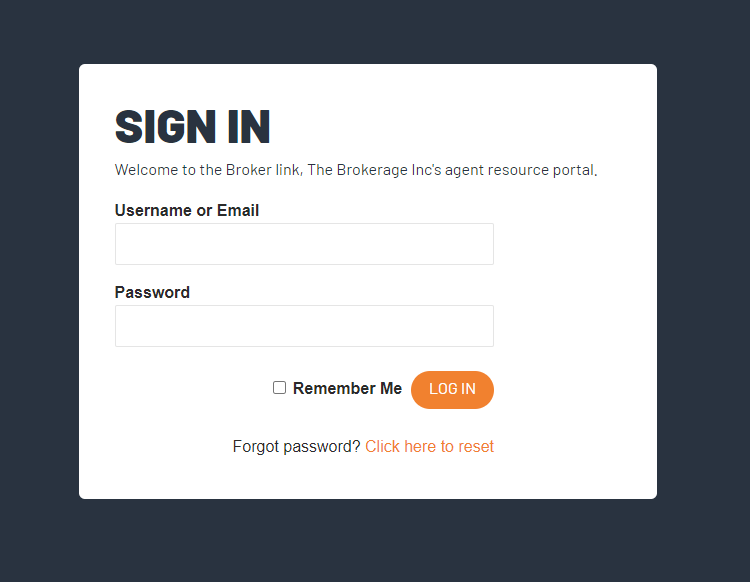 SIGN IN
Welcome to the Broker link, The Brokerage Inc's agent resource portal.
Username or Email
Password
Remember Me LOG IN
Forgot password? Click here to reset